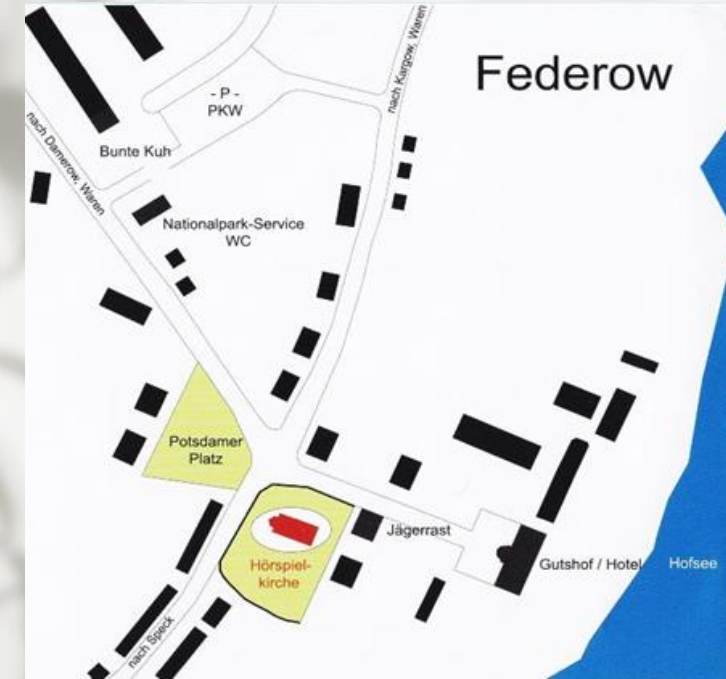 Federow
nach Kargow, Waren
- P -
PKW
nach Damerow, Waren
Bunte Kuh
Nationalpark-Service
WC
Potsdamer
Platz
Jägerrast
Hörspiel-
kirche
Gutshof / Hotel
Hofsee
nach Speck